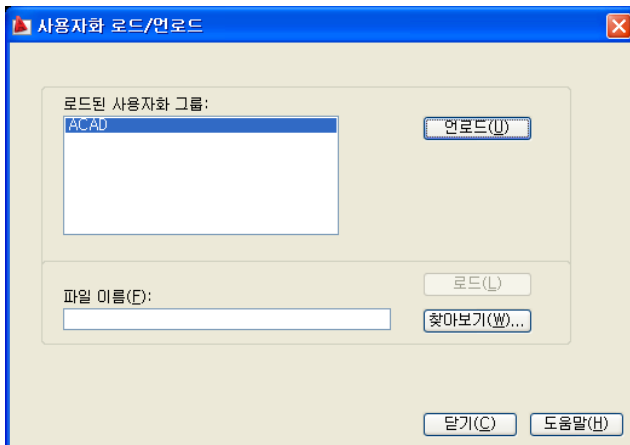 사용자화 로드/언로드
로드된 사용자화 그룹:
ACAD
언로드(U)
로드(L)
파일 이름(F):
찾아보기(W)...
닫기(C)
도움말(H)